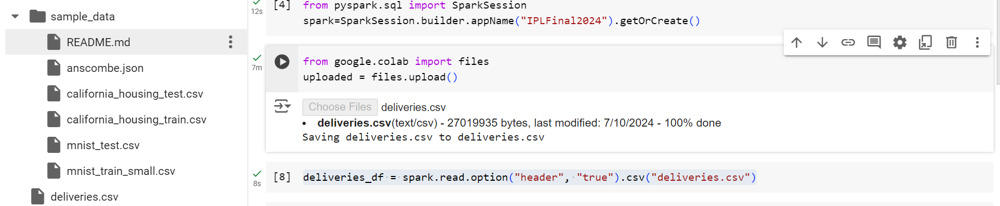 sample_data
README.md
anscombe.json
california_housing_test.csv
california_housing_train.csv
mnist_test.csv
mnist_train_small.csv
deliveries.csv
12s
[4]
from pyspark.sql import SparkSession
spark=SparkSession.builder.appName("IPLFinal2024").getOrCreate()
7m
from google.colab import files
uploaded = files.upload()
Choose Files deliveries.csv
• deliveries.csv(text/csv) - 27019935 bytes, last modified: 7/10/2024 - 100% done
Saving deliveries.csv to deliveries.csv
8s
[8]
deliveries_df = spark.read.option("header", "true").csv("deliveries.csv")